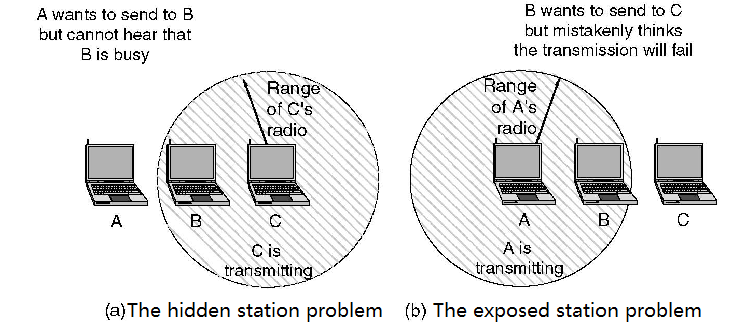 A wants to send to B
but cannot hear that
B is busy
Range
of C's
radio
A
B
C
C is
transmitting
(a)The hidden station problem
B wants to send to C
but mistakenly thinks
the transmission will fail
Range
of A's
radio
A
B
C
A is
transmitting
(b) The exposed station problem